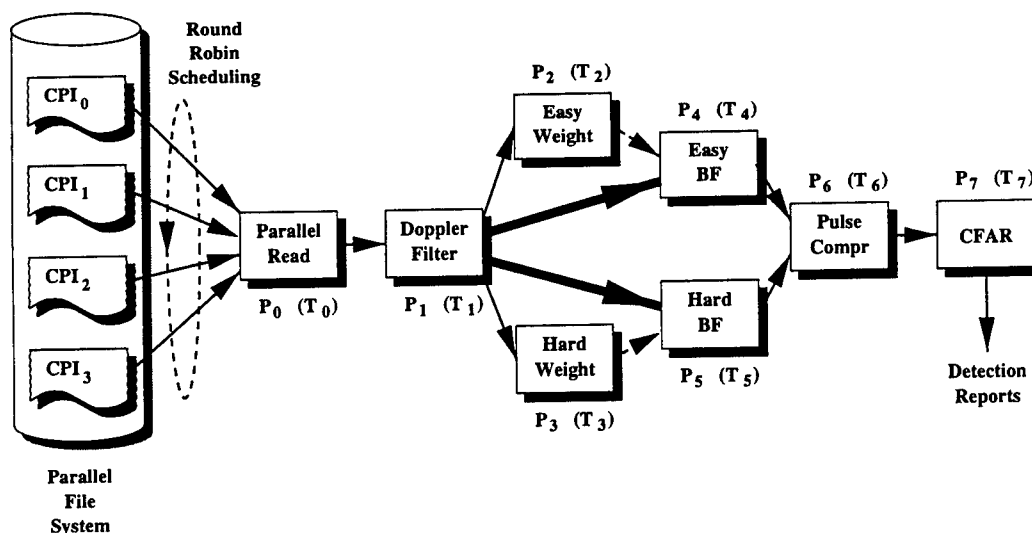 Round
Robin
Scheduling
CPI0
CPI1
CPI2
CPI3
Parallel
File
System
Parallel
Read
P0 (T0)
Doppler
Filter
P1 (T1)
P2 (T2)
Easy
Weight
Hard
Weight
P3 (T3)
P4 (T4)
Easy
BF
Hard
BF
P5 (T5)
P6 (T6)
Pulse
Compr
P7 (T7)
CFAR
Detection
Reports